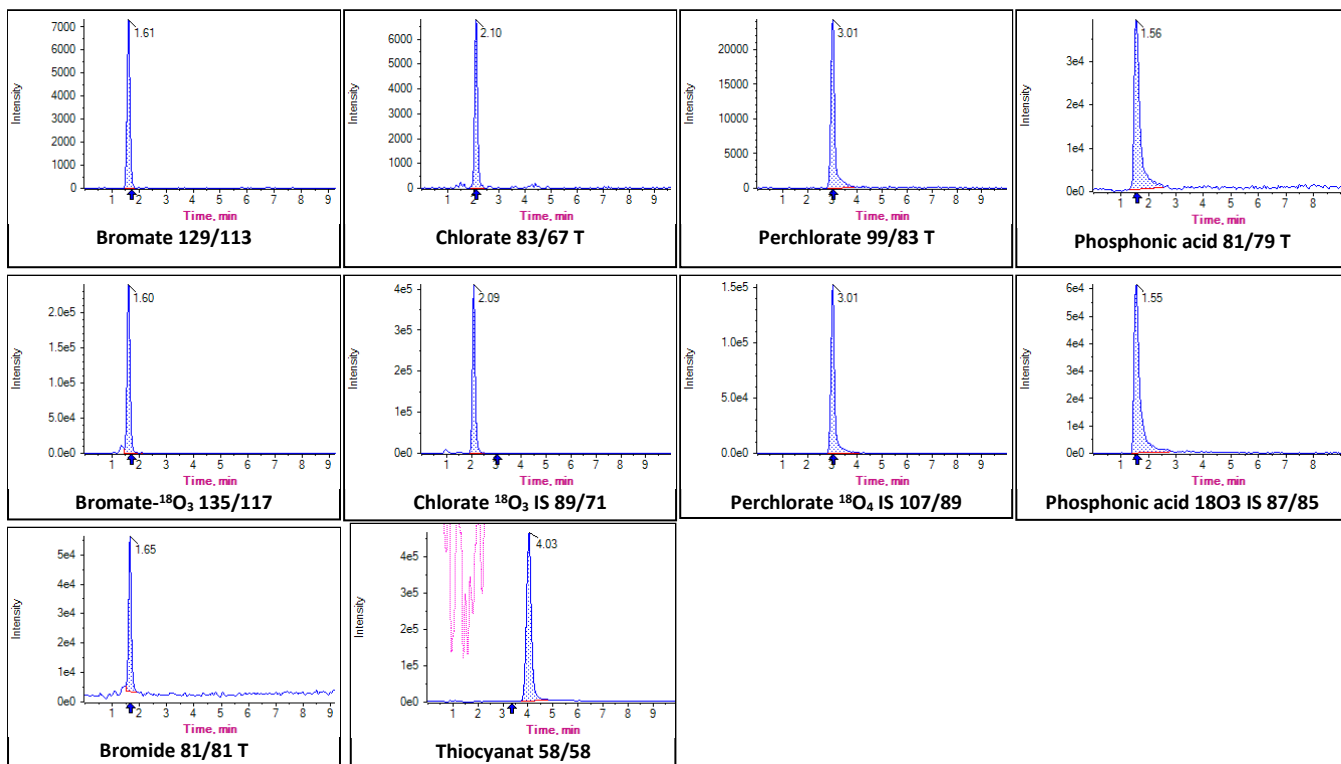 1.61
7000
6000
5000
4000
3000
2000
1000
0
Intensity
1 2 3 4 5 6 7 8 9
Time, min
Bromate 129/113
2.10
6000
5000
4000
3000
2000
1000
0
Intensity
1 2 3 4 5 6 7 8 9
Time, min
Chlorate 83/67 T
3.01
20000
15000
10000
5000
0
Intensity
1 2 3 4 5 6 7 8 9
Time, min
Perchlorate 99/83 T
1.56
3e4
2e4
1e4
0e0
Intensity
1 2 3 4 5 6 7 8
Time, min
Phosphonic acid 81/79 T
1.60
2.0e5
1.5e5
1.0e5
5.0e4
0.0e0
Intensity
1 2 3 4 5 6 7 8 9
Time, min
Bromate-¹⁸O₃ 135/117
2.09
4e5
3e5
2e5
1e5
0e0
Intensity
1 2 3 4 5 6 7 8 9
Time, min
Chlorate ¹⁸O₃ IS 89/71
3.01
1.5e5
1.0e5
5.0e4
0.0e0
Intensity
1 2 3 4 5 6 7 8 9
Time, min
Perchlorate ¹⁸O₄ IS 107/89
1.55
6e4
5e4
4e4
3e4
2e4
1e4
0e0
Intensity
1 2 3 4 5 6 7 8
Time, min
Phosphonic acid 18O3 IS 87/85
1.65
5e4
4e4
3e4
2e4
1e4
0e0
Intensity
1 2 3 4 5 6 7 8 9
Time, min
Bromide 81/81 T
4.03
4e5
3e5
2e5
1e5
0e0
Intensity
1 2 3 4 5 6 7 8 9
Time, min
Thiocyanat 58/58